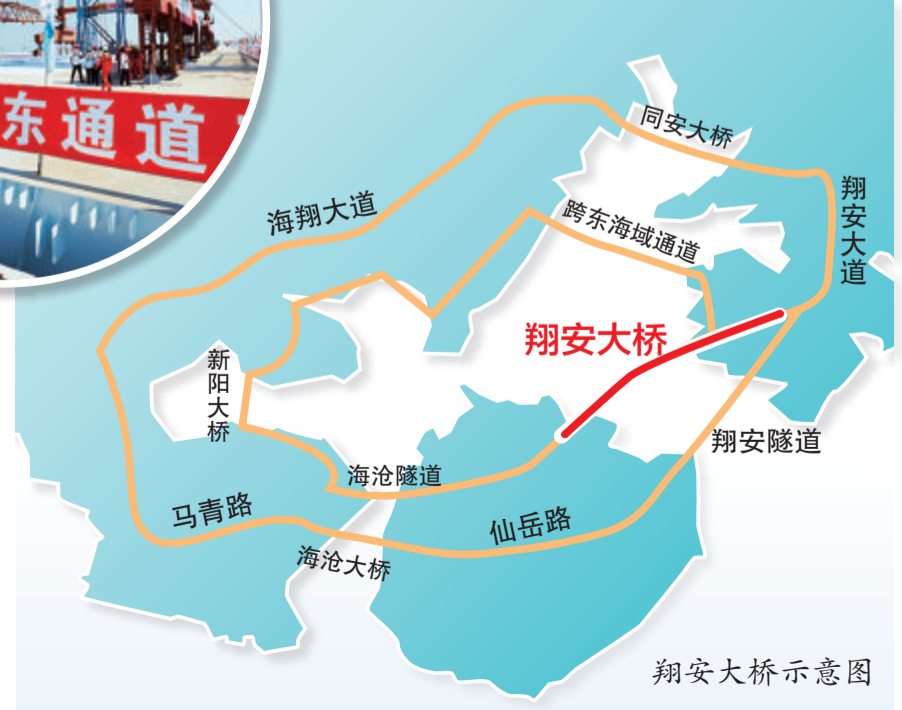 东通道
同安大桥
翔安大道
海翔大道
跨东海域通道
翔安大桥
新阳大桥
翔安隧道
海沧隧道
马青路
仙岳路
海沧大桥
翔安大桥示意图